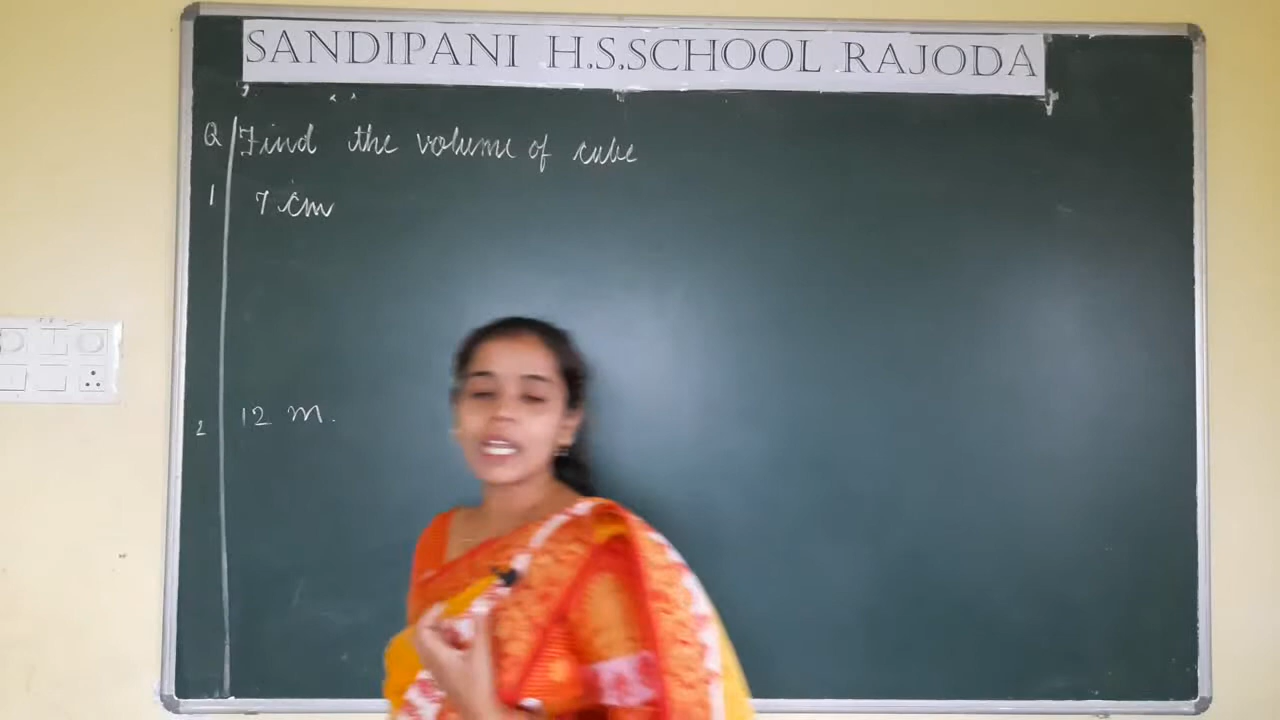 SANDIPANI H.S.SCHOOL RAJODA
Q Find the volume of cube
1 7 cm
2 12 m.